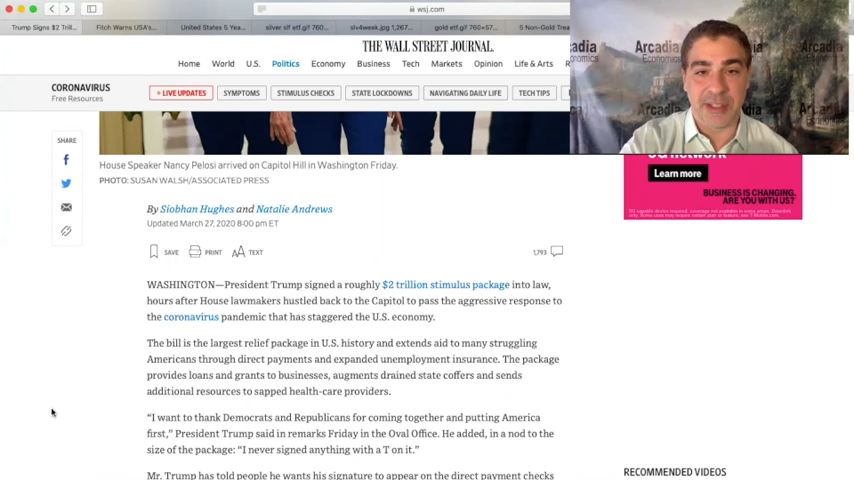 wsj.com
Trump Signs $2 Tril...
Fitch Warns USA's...
United States 5 Yea...
silver slf etf.gif 760...
slv4week.jpg 1,267...
gold etf.gif 760×57...
5 Non-Gold Trea
THE WALL STREET JOURNAL.
Home World U.S. Politics Economy Business Tech Markets Opinion Life & Arts R
CORONAVIRUS
Free Resources
LIVE UPDATES SYMPTOMS STIMULUS CHECKS STATE LOCKDOWNS NAVIGATING DAILY LIFE TECH TIPS
Arcadia
Economics
Arcadia
Arcadia
SHARE
House Speaker Nancy Pelosi arrived on Capitol Hill in Washington Friday.
PHOTO: SUSAN WALSH/ASSOCIATED PRESS
network
Learn more
BUSINESS IS CHANGING.
ARE YOU WITH US?
By Siobhan Hughes and Natalie Andrews
Updated March 27, 2020 8:00 pm ET
SAVE PRINT AA TEXT
1,793
WASHINGTON—President Trump signed a roughly $2 trillion stimulus package into law,
hours after House lawmakers hustled back to the Capitol to pass the aggressive response to
the coronavirus pandemic that has staggered the U.S. economy.
The bill is the largest relief package in U.S. history and extends aid to many struggling
Americans through direct payments and expanded unemployment insurance. The package
provides loans and grants to businesses, augments drained state coffers and sends
additional resources to sapped health-care providers.
“I want to thank Democrats and Republicans for coming together and putting America
first,” President Trump said in remarks Friday in the Oval Office. He added, in a nod to the
size of the package: “I never signed anything with a T on it.”
Mr. Trump has told people he wants his signature to appear on the direct payment checks
RECOMMENDED VIDEOS